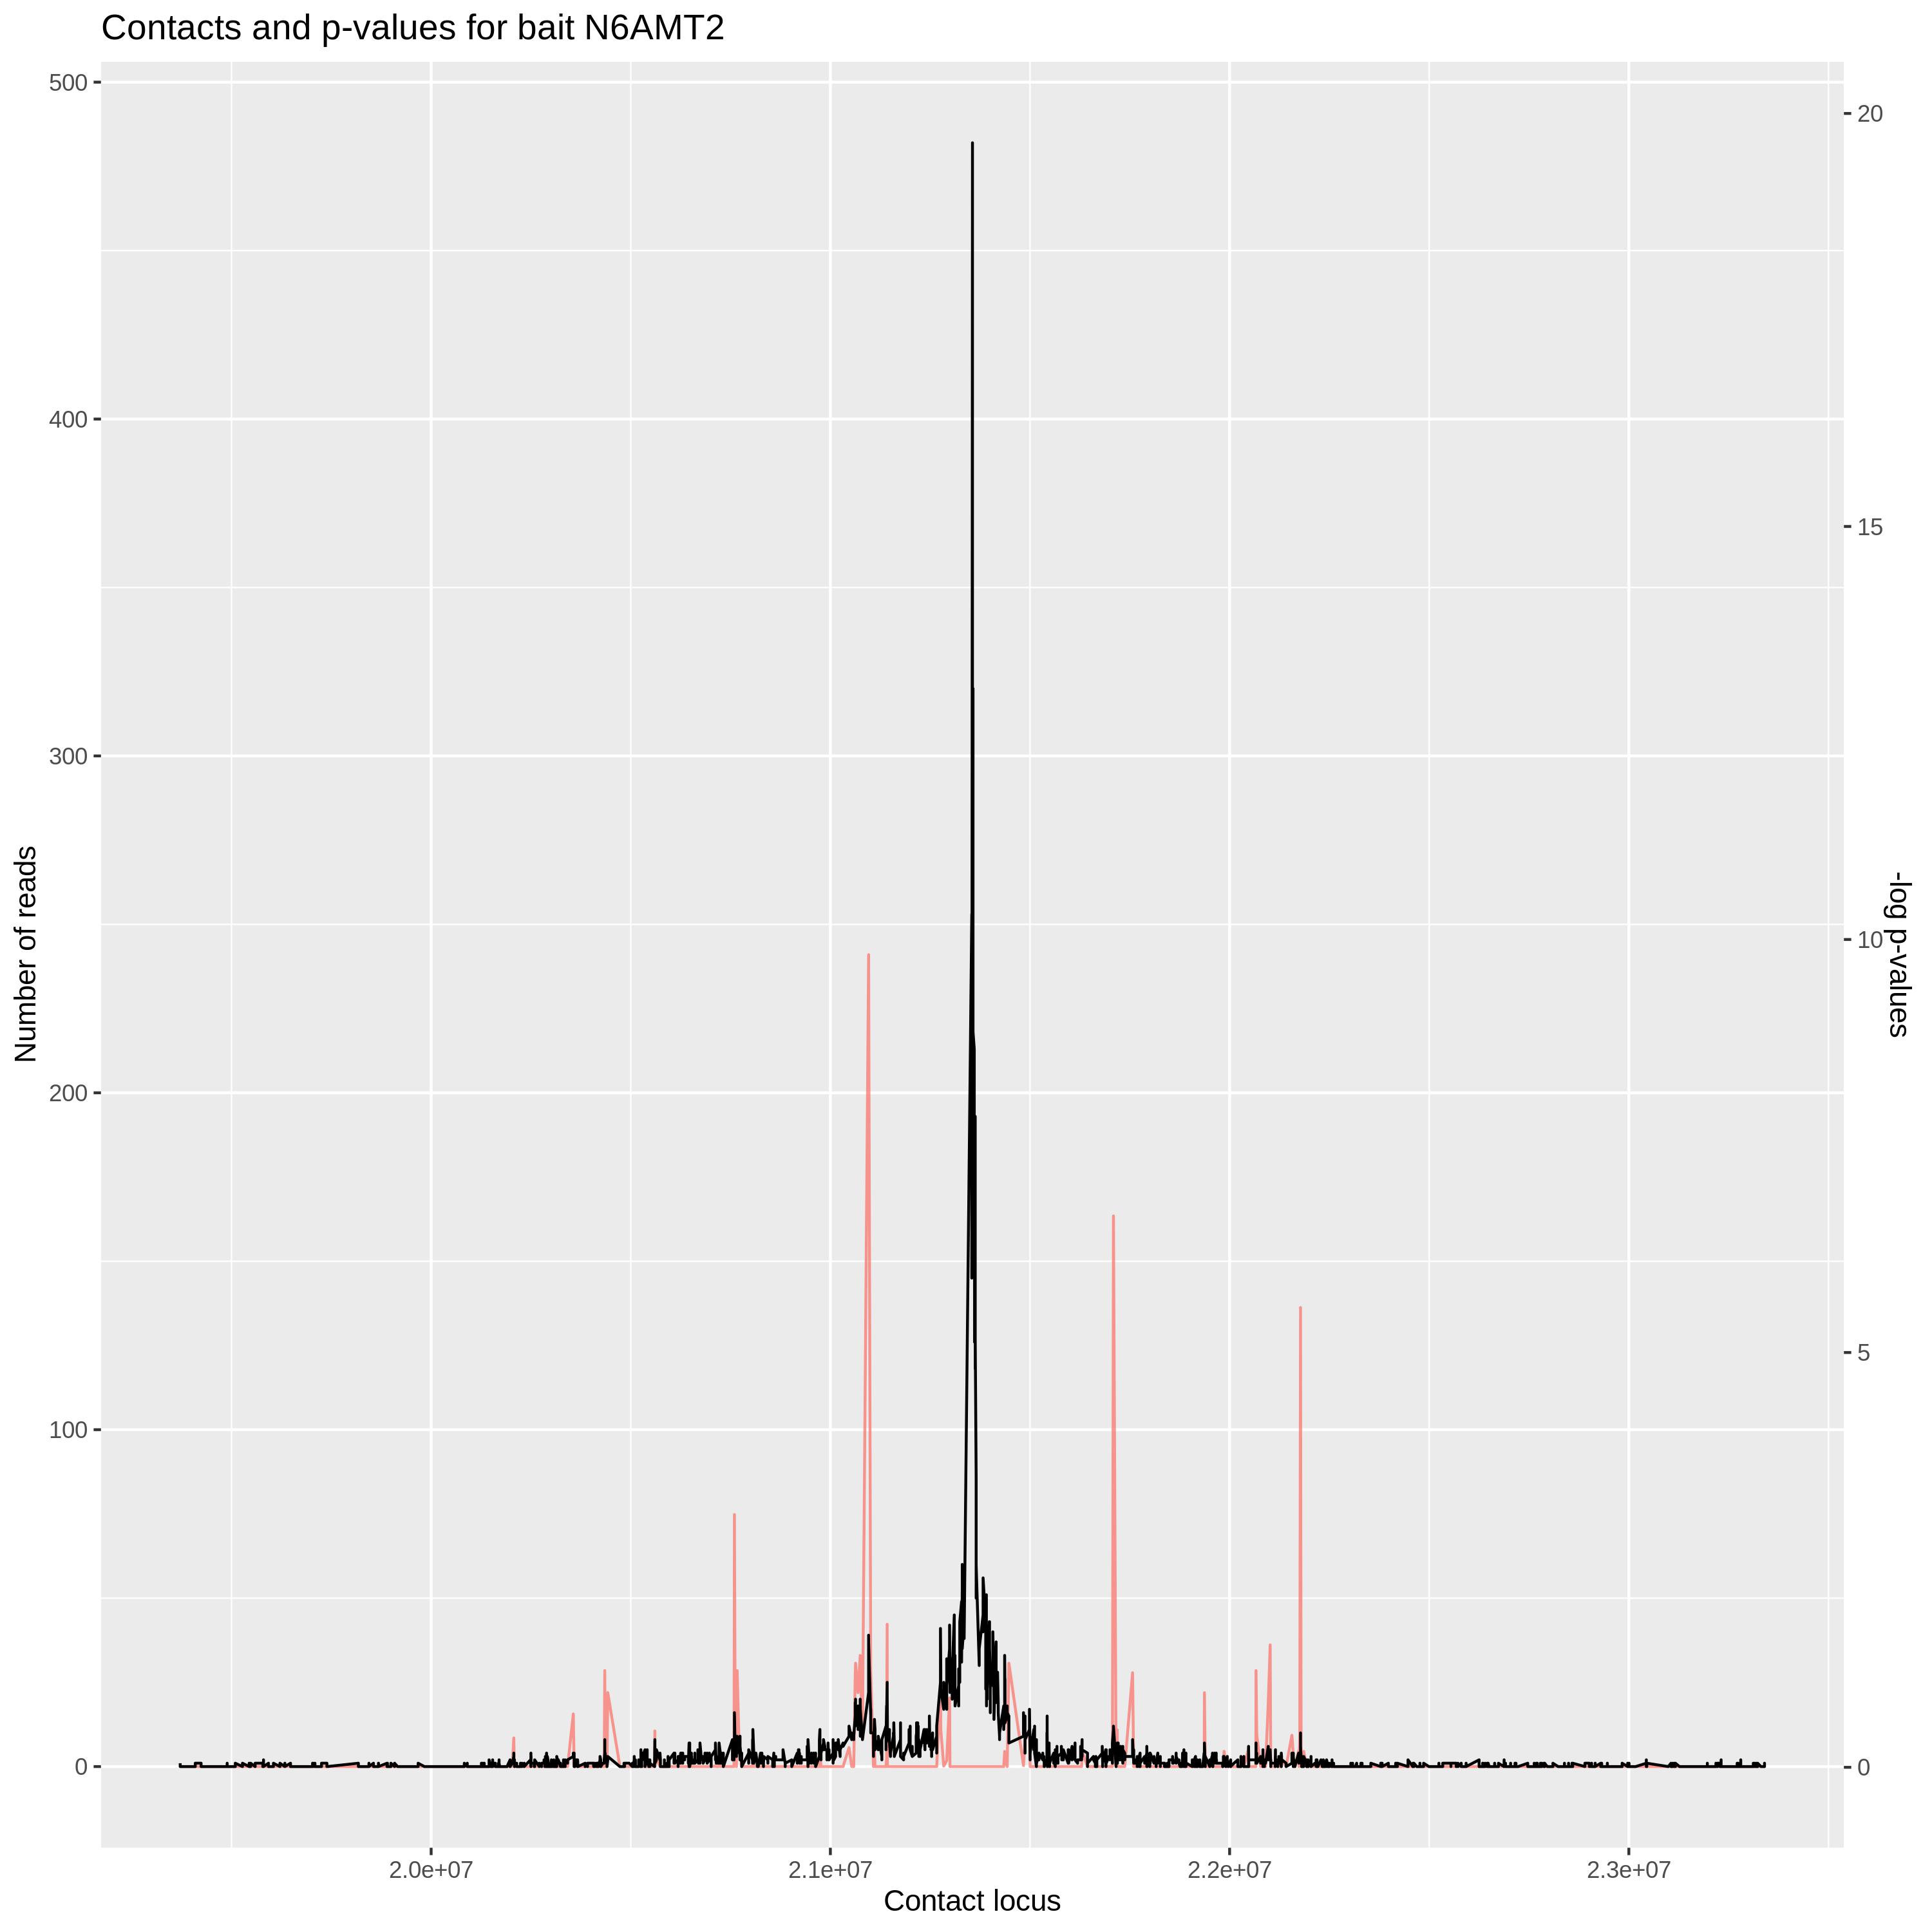 Contacts and p-values for bait N6AMT2
500
400
300
200
100
0
Number of reads
20
15
10
5
0
-log p-values
2.0e+07
2.1e+07
2.2e+07
2.3e+07
Contact locus